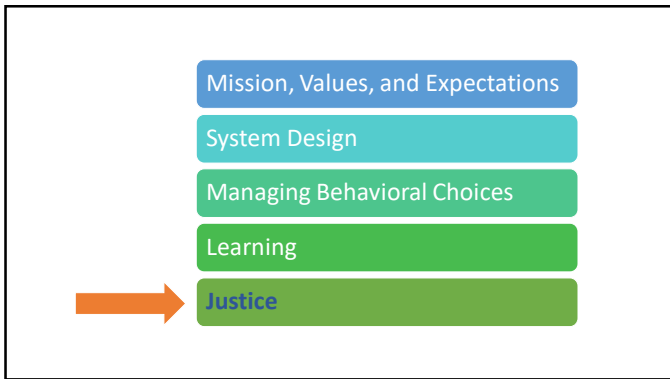 Mission, Values, and Expectations
System Design
Managing Behavioral Choices
Learning
Justice